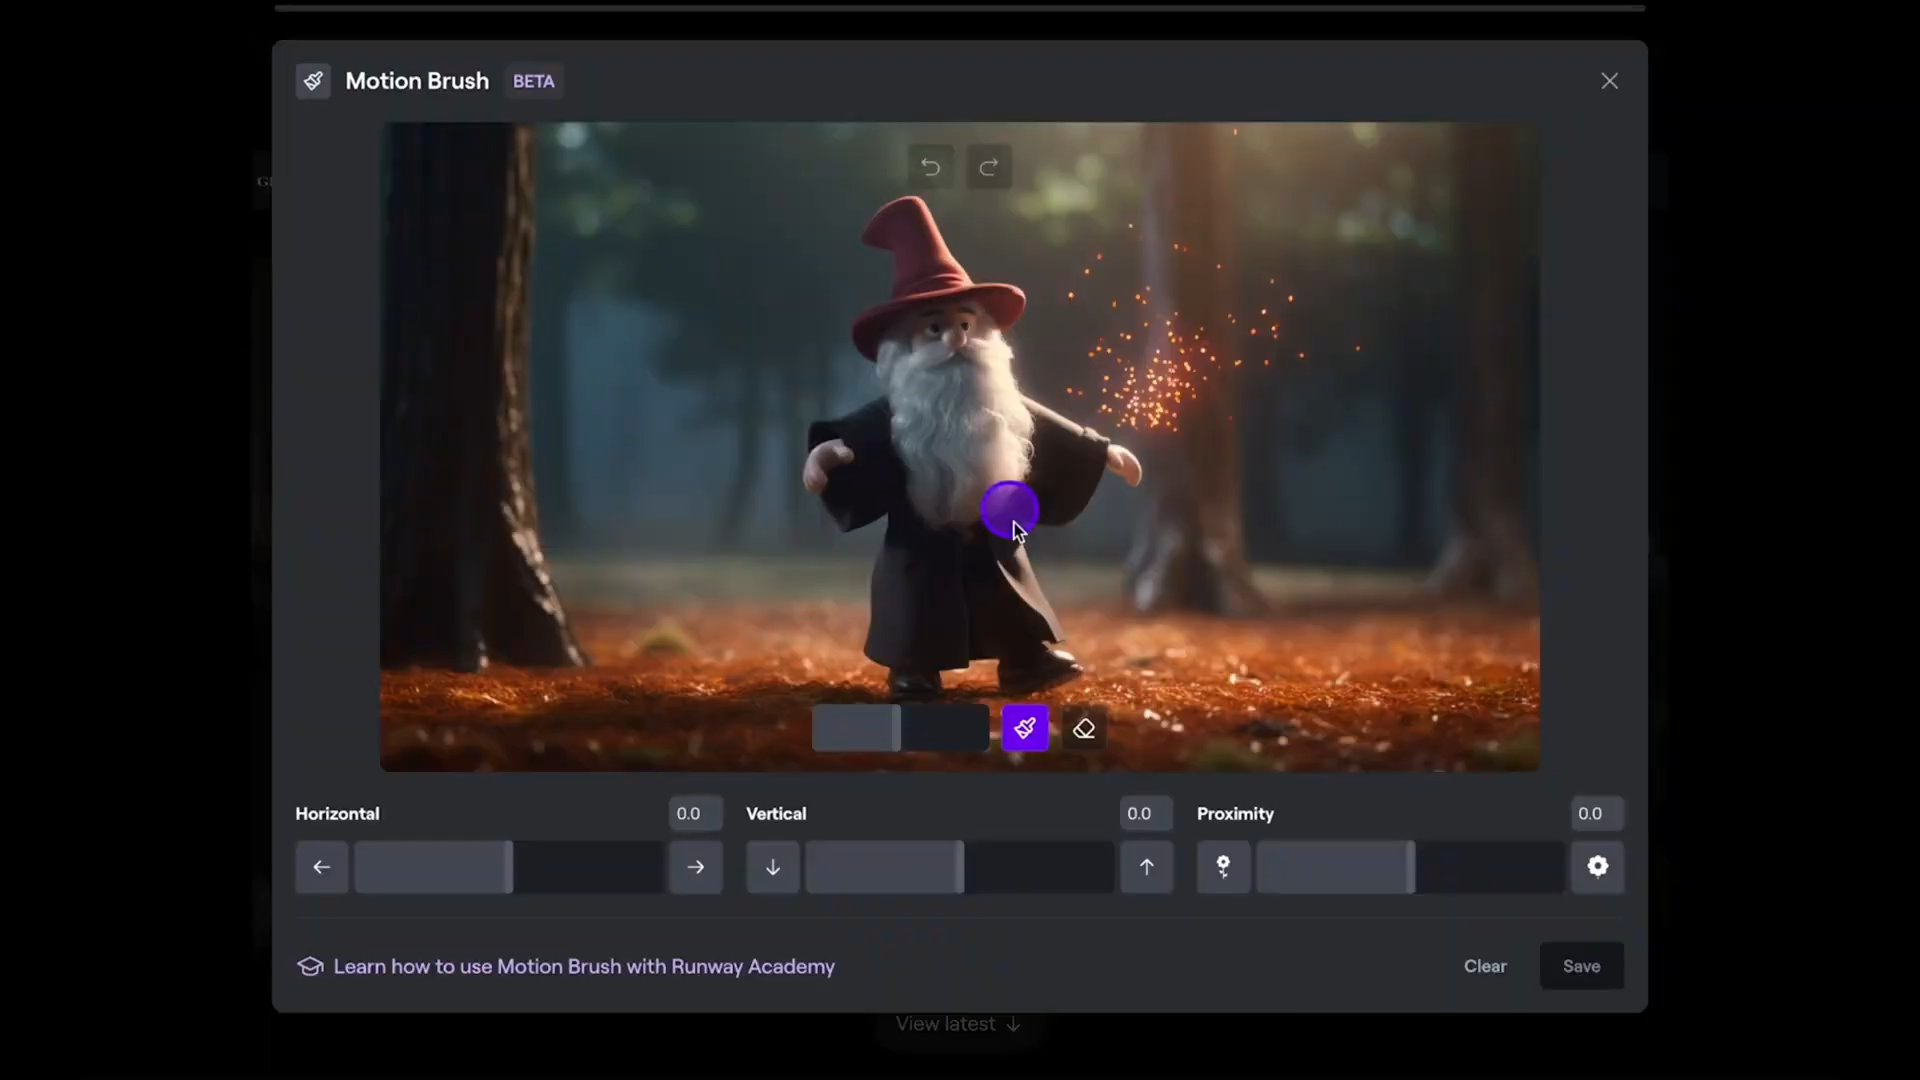 Motion Brush BETA
Horizontal 0.0 Vertical 0.0 Proximity 0.0
Learn how to use Motion Brush with Runway Academy Clear Save
View latest